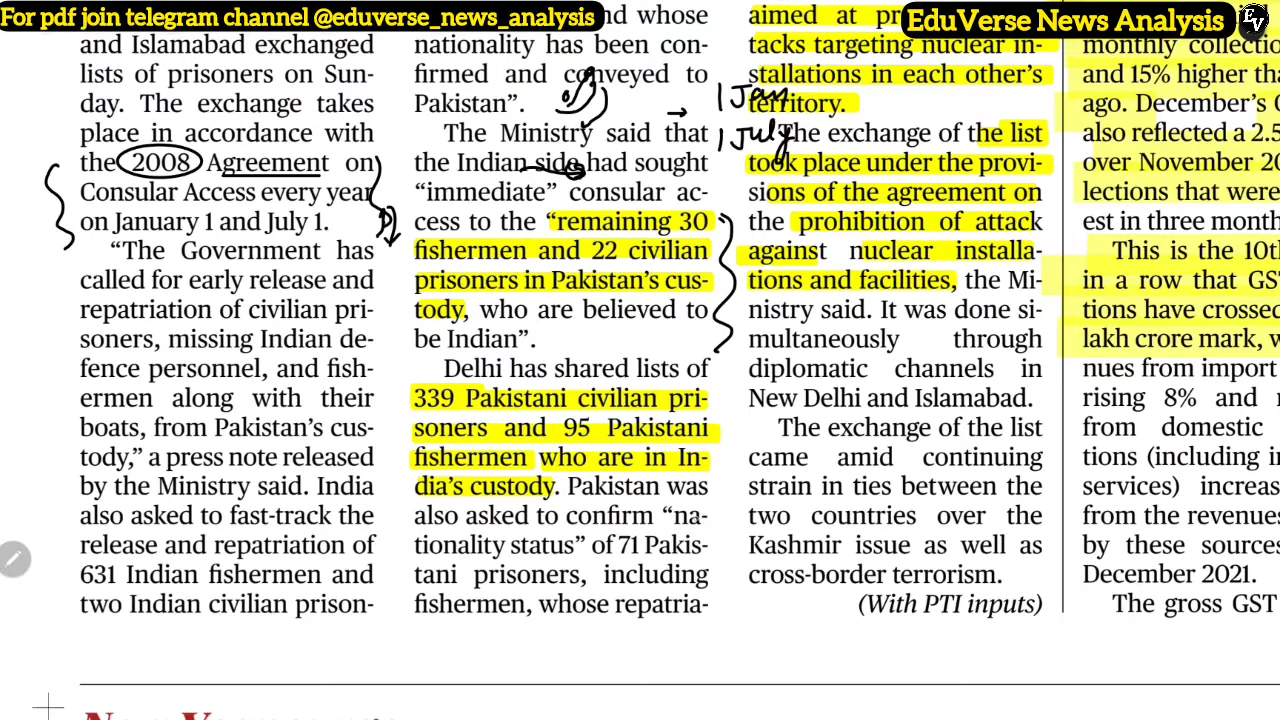 For pdf join telegram channel @eduverse_news_analysis
EduVerse News Analysis
EV
and Islamabad exchanged
lists of prisoners on Sun-
day. The exchange takes
place in accordance with
the 2008 Agreement on
Consular Access every year
on January 1 and July 1.
“The Government has
called for early release and
repatriation of civilian pri-
soners, missing Indian de-
fence personnel, and fish-
ermen along with their
boats, from Pakistan’s cus-
tody,” a press note released
by the Ministry said. India
also asked to fast-track the
release and repatriation of
631 Indian fishermen and
two Indian civilian prison-
nd whose
nationality has been con-
firmed and conveyed to
Pakistan”.
The Ministry said that
the Indian side had sought
“immediate” consular ac-
cess to the “remaining 30
fishermen and 22 civilian
prisoners in Pakistan’s cus-
tody, who are believed to
be Indian”.
Delhi has shared lists of
339 Pakistani civilian pri-
soners and 95 Pakistani
fishermen who are in In-
dia’s custody. Pakistan was
also asked to confirm “na-
tionality status” of 71 Pakis-
tani prisoners, including
fishermen, whose repatria-
1 Jan
1 July
aimed at pr
tacks targeting nuclear in-
stallations in each other’s
territory.
The exchange of the list
took place under the provi-
sions of the agreement on
the prohibition of attack
against nuclear installa-
tions and facilities, the Mi-
nistry said. It was done si-
multaneously through
diplomatic channels in
New Delhi and Islamabad.
The exchange of the list
came amid continuing
strain in ties between the
two countries over the
Kashmir issue as well as
cross-border terrorism.
(With PTI inputs)
monthly collectio
and 15% higher tha
ago. December’s G
also reflected a 2.5
over November 20
lections that were
est in three month
This is the 10th
in a row that GST
tions have crossed
lakh crore mark, w
nues from import
rising 8% and r
from domestic
tions (including im
services) increas
from the revenues
by these sources
December 2021.
The gross GST